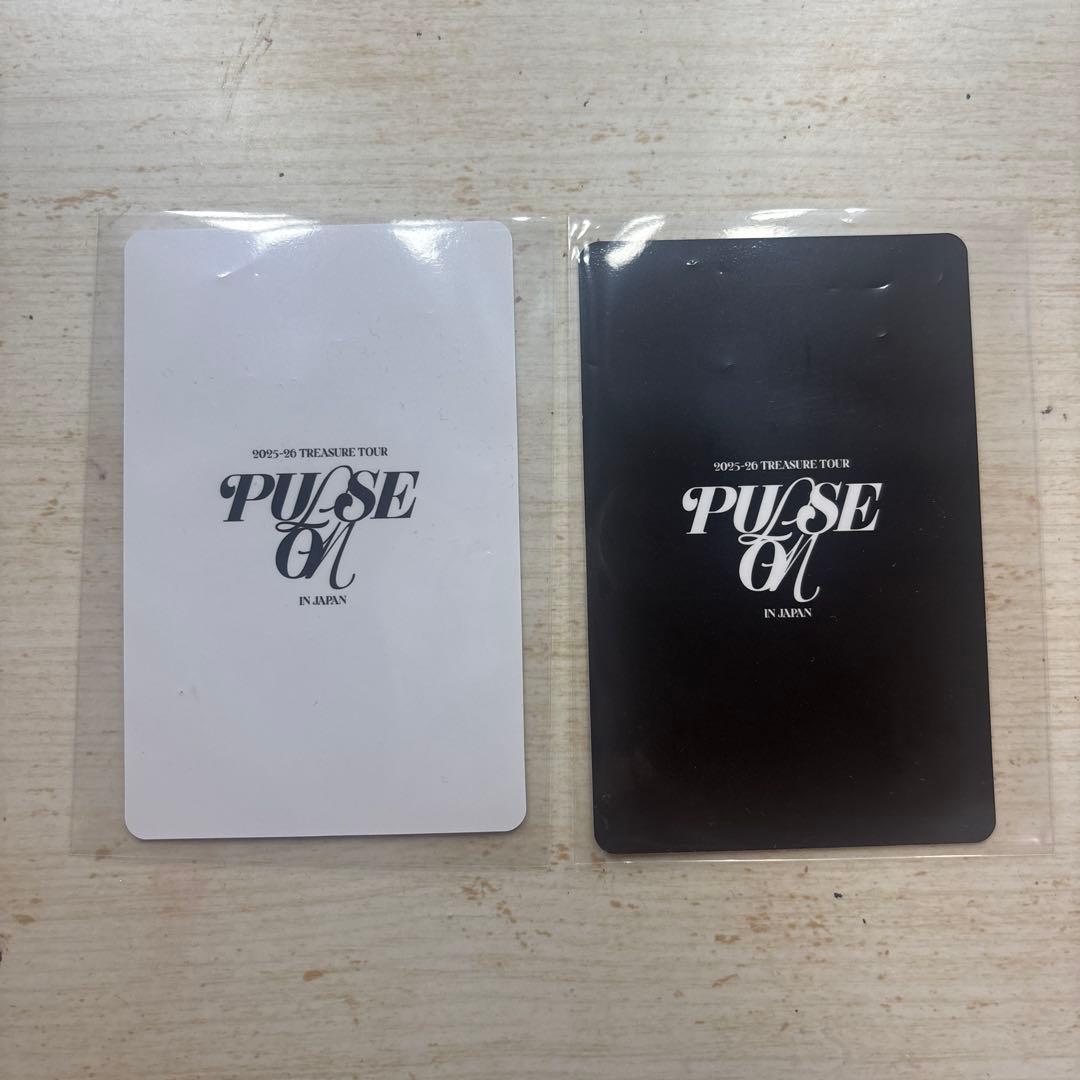 2025-26 TREASURE TOUR
PULSE
ON
IN JAPAN
2025-26 TREASURE TOUR
PULSE
ON
IN JAPAN